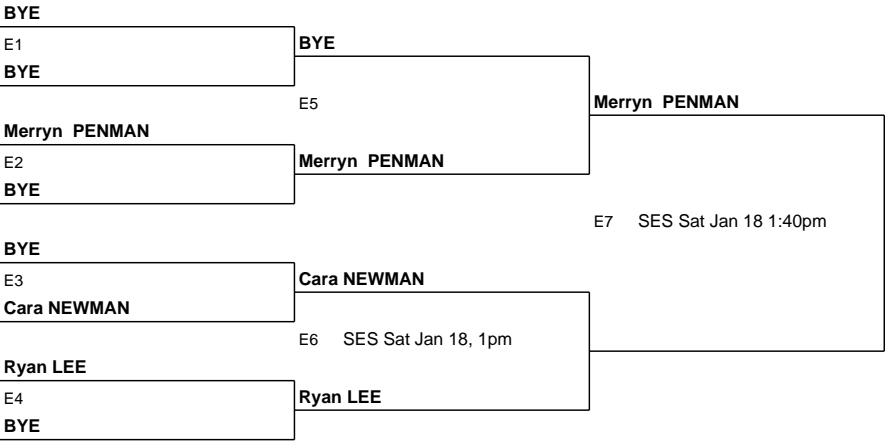 BYE
E1
BYE
BYE
E5
Merryn PENMAN
Merryn PENMAN
E2
Merryn PENMAN
BYE
E7 SES Sat Jan 18 1:40pm
BYE
E3
Cara NEWMAN
Cara NEWMAN
E6 SES Sat Jan 18, 1pm
Ryan LEE
E4
Ryan LEE
BYE